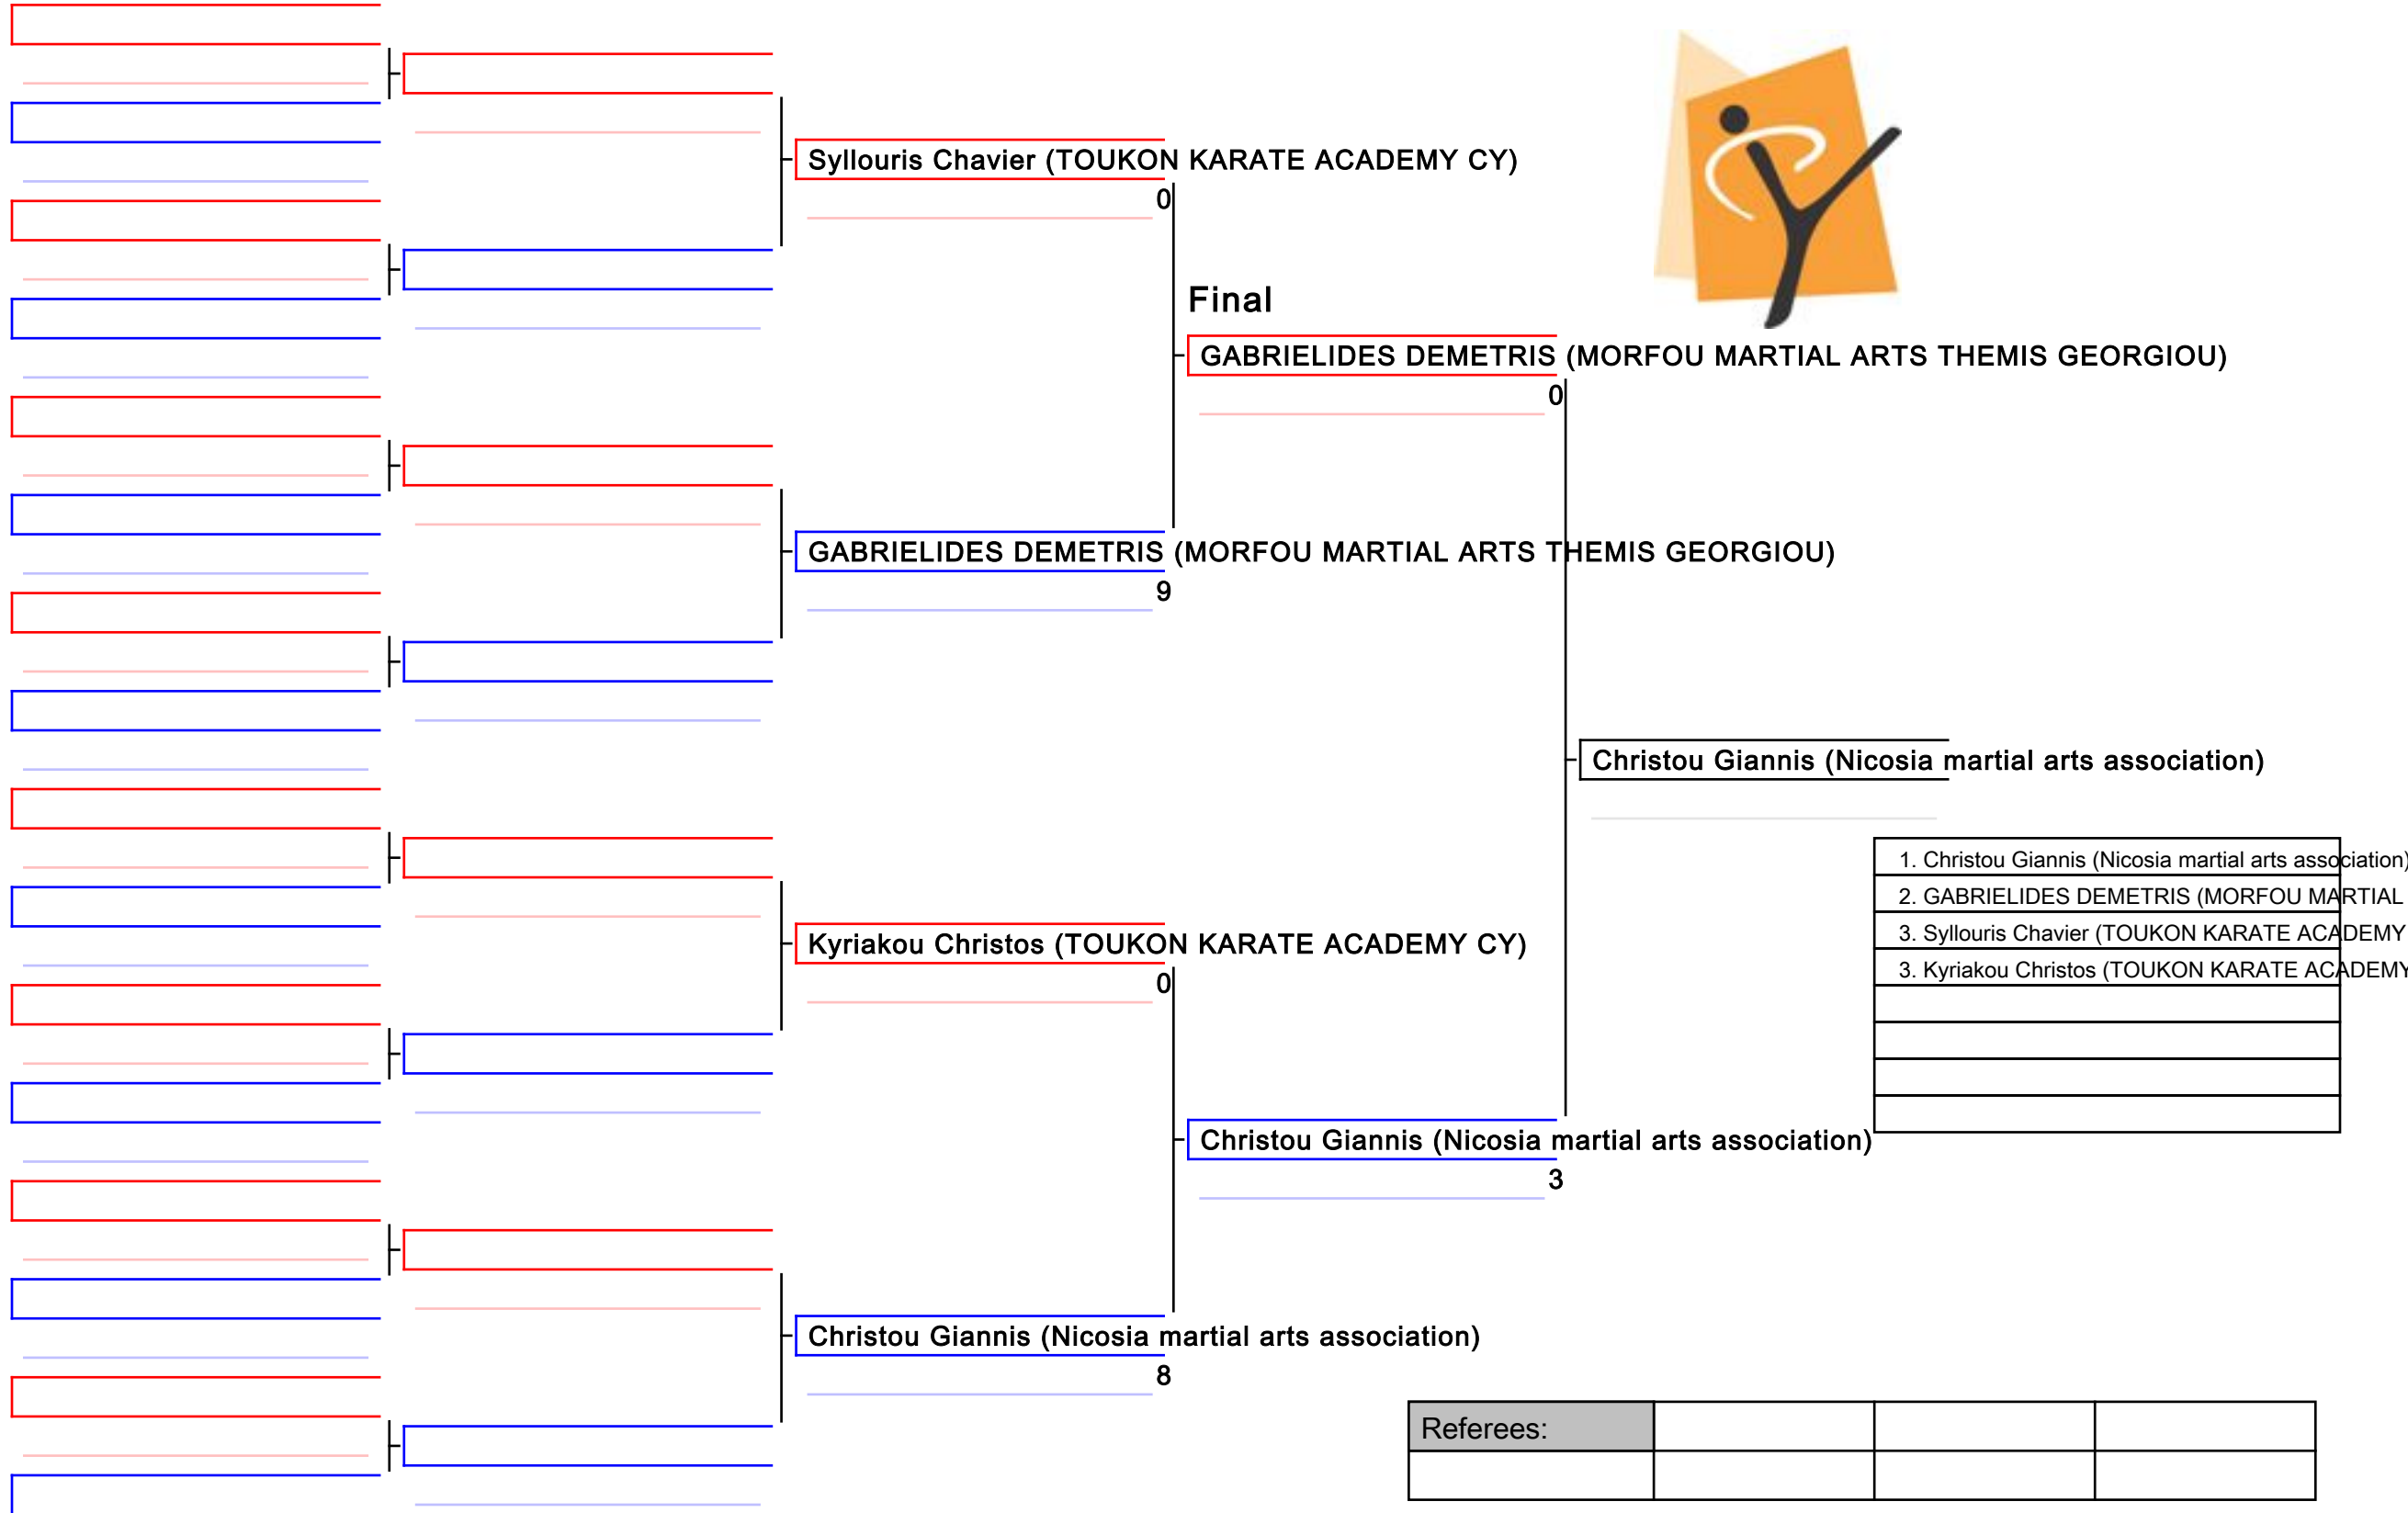 Syllouris Chavier (TOUKON KARATE ACADEMY CY)
0
Final
GABRIELIDES DEMETRIS (MORFOU MARTIAL ARTS THEMIS GEORGIOU)
0
GABRIELIDES DEMETRIS (MORFOU MARTIAL ARTS THEMIS GEORGIOU)
9
Christou Giannis (Nicosia martial arts association)
1. Christou Giannis (Nicosia martial arts association)
2. GABRIELIDES DEMETRIS (MORFOU MARTIAL
3. Syllouris Chavier (TOUKON KARATE ACADEMY
3. Kyriakou Christos (TOUKON KARATE ACADEMY
Kyriakou Christos (TOUKON KARATE ACADEMY CY)
0
Christou Giannis (Nicosia martial arts association)
3
Christou Giannis (Nicosia martial arts association)
8
Referees: